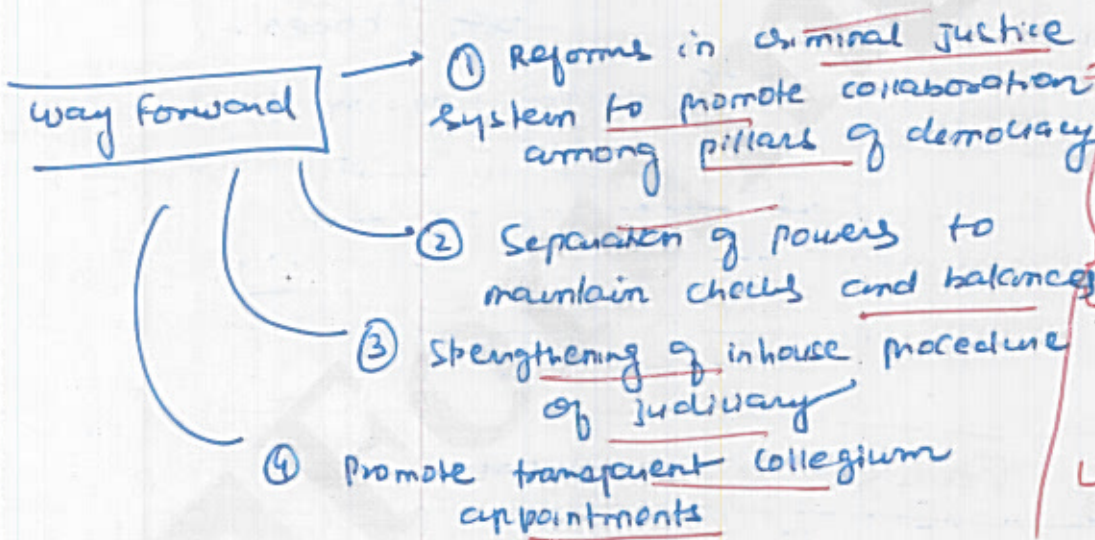 way forward
① Reforms in criminal justice
system to promote collaboration
among pillars of democracy
② Separation of powers to
maintain checks and balances
③ strengthening of inhouse procedure
of judiciary
④ Promote transparent collegium
appointments